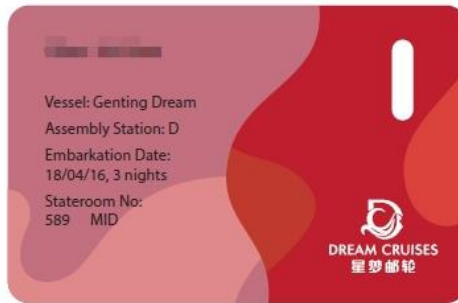 Vessel: Genting Dream
Assembly Station: D
Embarkation Date:
18/04/16, 3 nights
Stateroom No:
589 MID
DREAM CRUISES
星梦邮轮